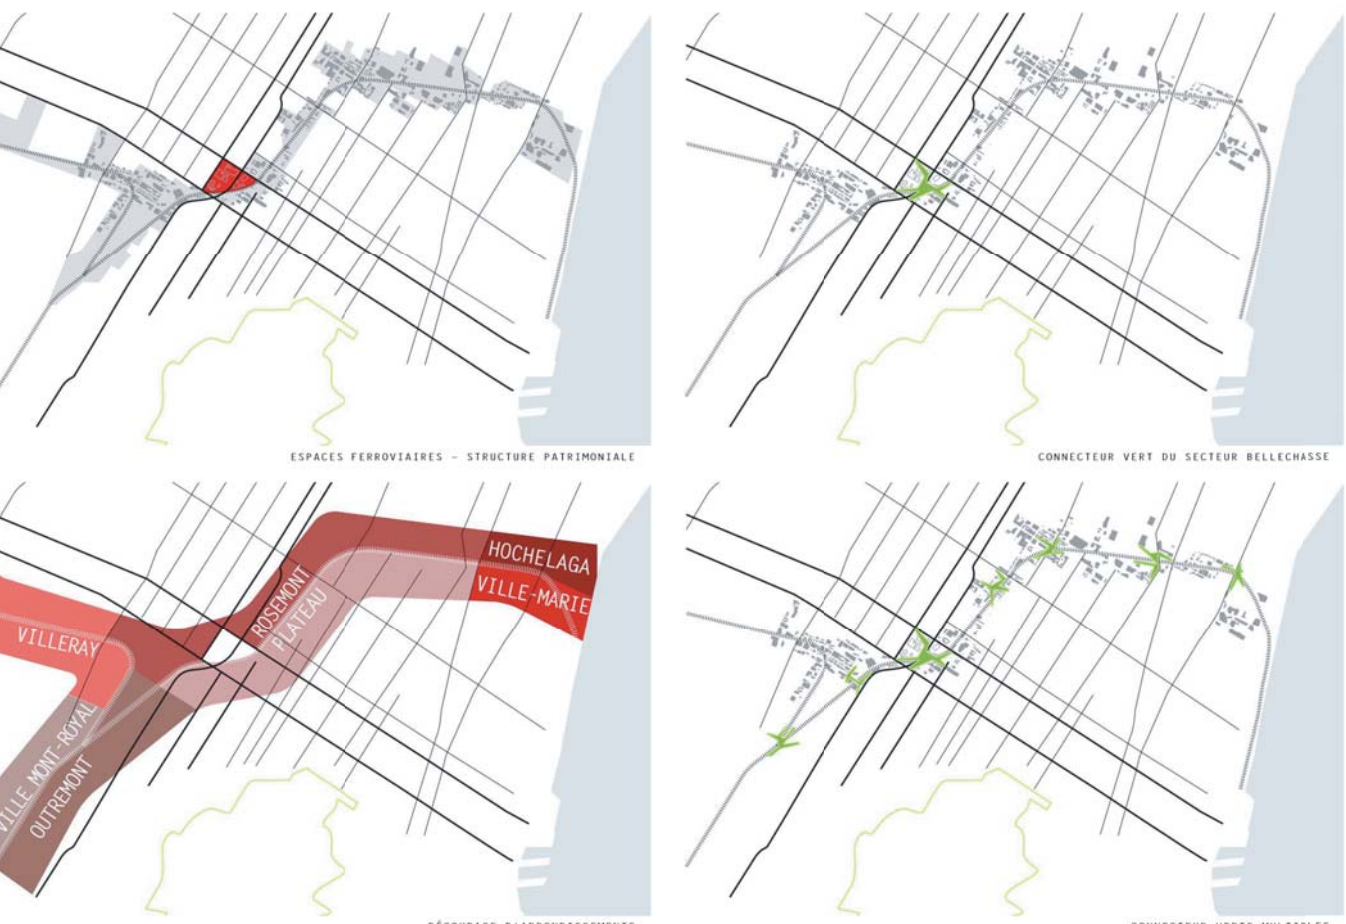 ESPACES FERROVIAIRES – STRUCTURE PATRIMONIALE
CONNECTEUR VERT DU SECTEUR BELLECHASSE
HOCHELAGA
VILLE-MARIE
ROSEMONT
PLATEAU
VILLERAY
VILLE MONT-ROYAL
OUTREMONT